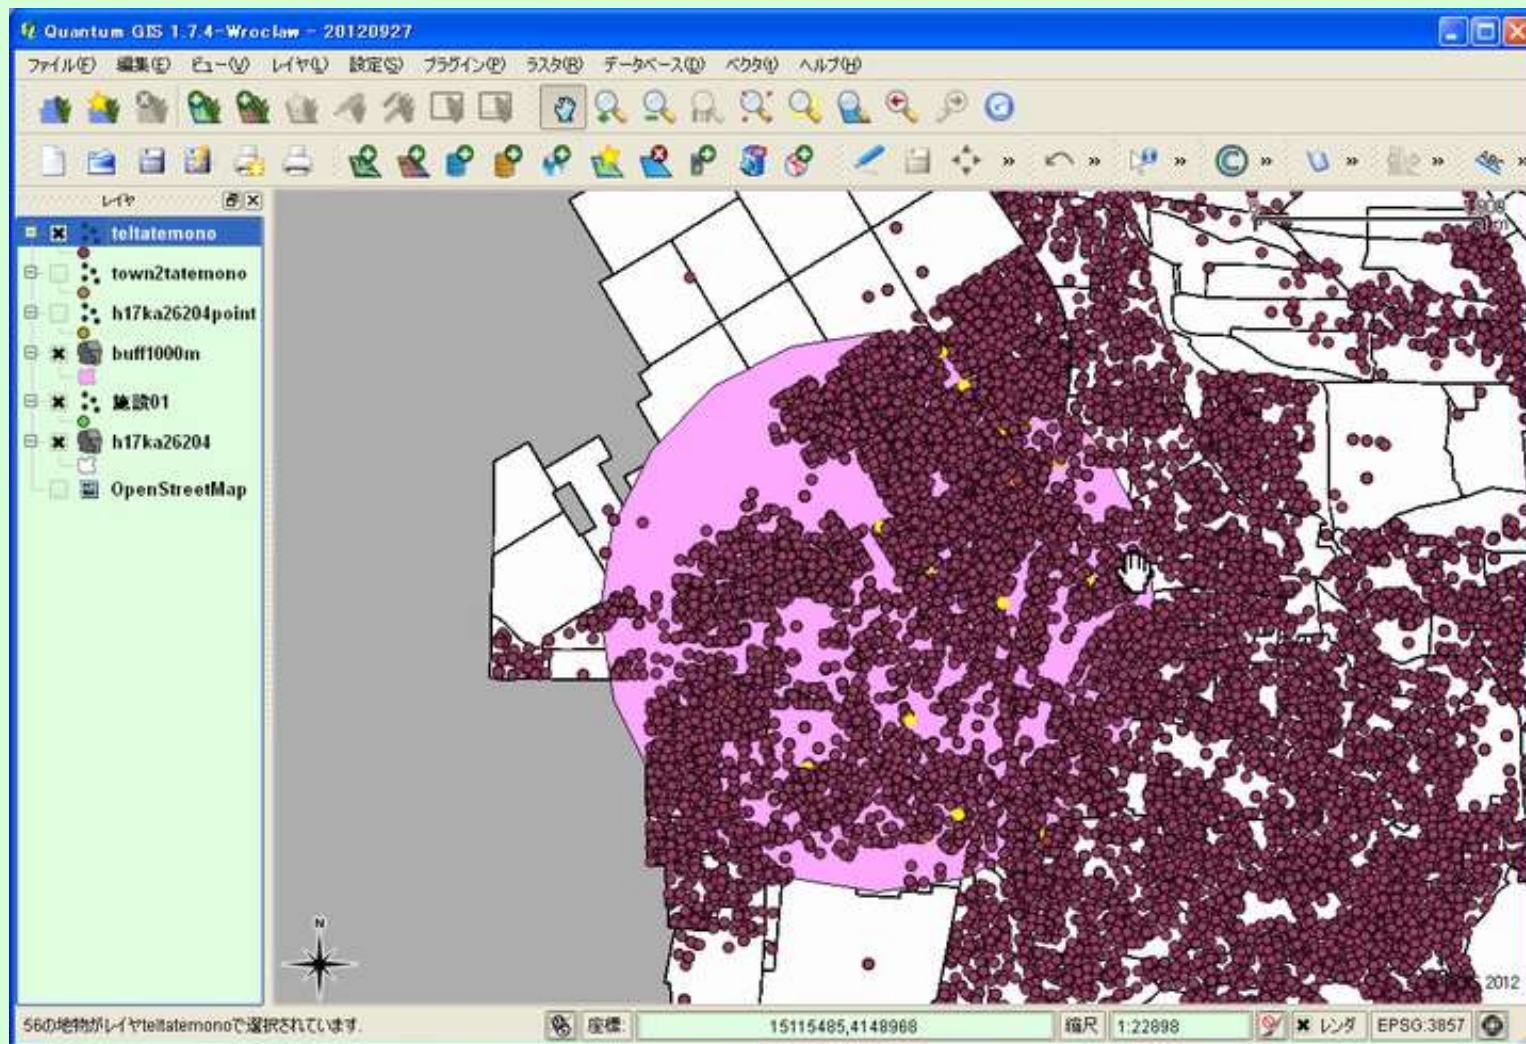 Quantum GIS 1.7.4-Wroclaw - 20120927
ファイル(F) 編集(E) ビュー(V) レイヤ(L) 設定(S) プラグイン(P) ラスタ(R) データベース(D) ベクタ(t) ヘルプ(H)
レイヤ
teltatemono
town2tatemono
h17ka26204point
buff1000m
施設01
h17ka26204
OpenStreetMap
N
2012
56の地物がレイヤteltatemonoで選択されています.
座標:
15115485,4148968
縮尺
1:22898
レンダ
EPSG:3857